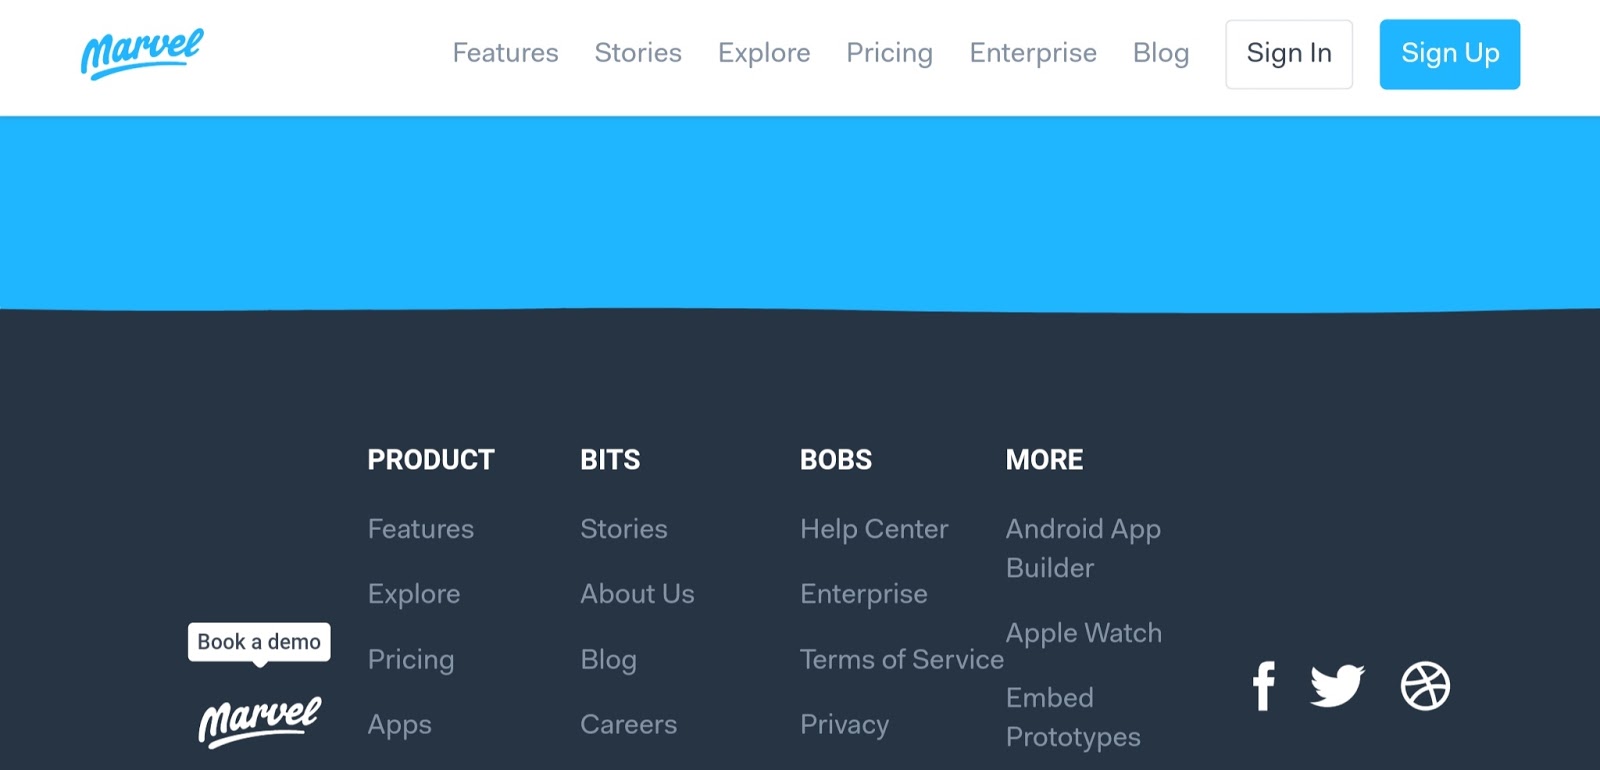 Marvel
Features
Stories
Explore
Pricing
Enterprise
Blog
Sign In
Sign Up
PRODUCT
Features
Explore
Pricing
Apps
BITS
Stories
About Us
Blog
Careers
BOBS
Help Center
Enterprise
Terms of Service
Privacy
MORE
Android App
Builder
Apple Watch
Embed
Prototypes
Book a demo
Marvel